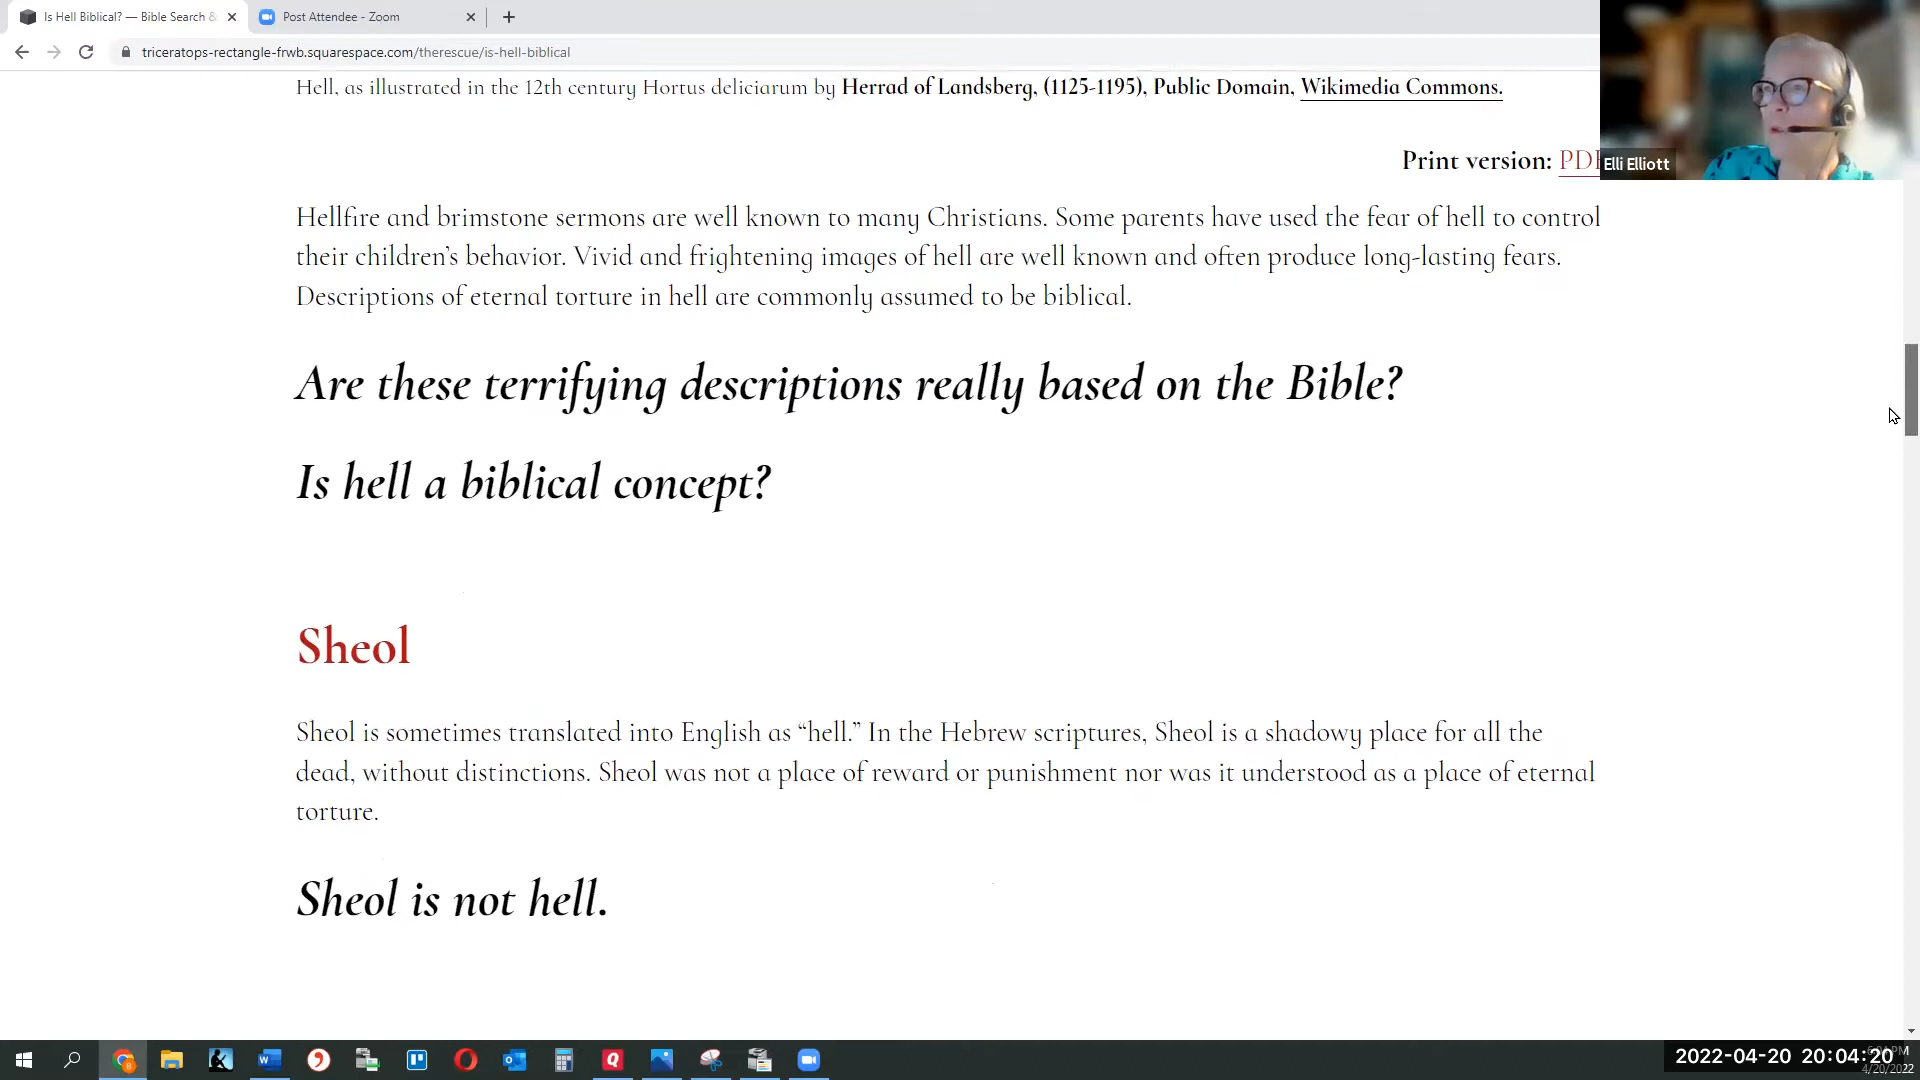 Is Hell Biblical? — Bible Search &
Post Attendee - Zoom
triceratops-rectangle-frwb.squarespace.com/therescue/is-hell-biblical
Hell, as illustrated in the 12th century Hortus deliciarum by Herrad of Landsberg, (1125-1195), Public Domain, Wikimedia Commons.
Print version: PDF
Elli Elliott
Hellfire and brimstone sermons are well known to many Christians. Some parents have used the fear of hell to control
their children’s behavior. Vivid and frightening images of hell are well known and often produce long-lasting fears.
Descriptions of eternal torture in hell are commonly assumed to be biblical.
Are these terrifying descriptions really based on the Bible?
Is hell a biblical concept?
Sheol
Sheol is sometimes translated into English as “hell.” In the Hebrew scriptures, Sheol is a shadowy place for all the
dead, without distinctions. Sheol was not a place of reward or punishment nor was it understood as a place of eternal
torture.
Sheol is not hell.
2022-04-20 20:04:20
4/20/2022